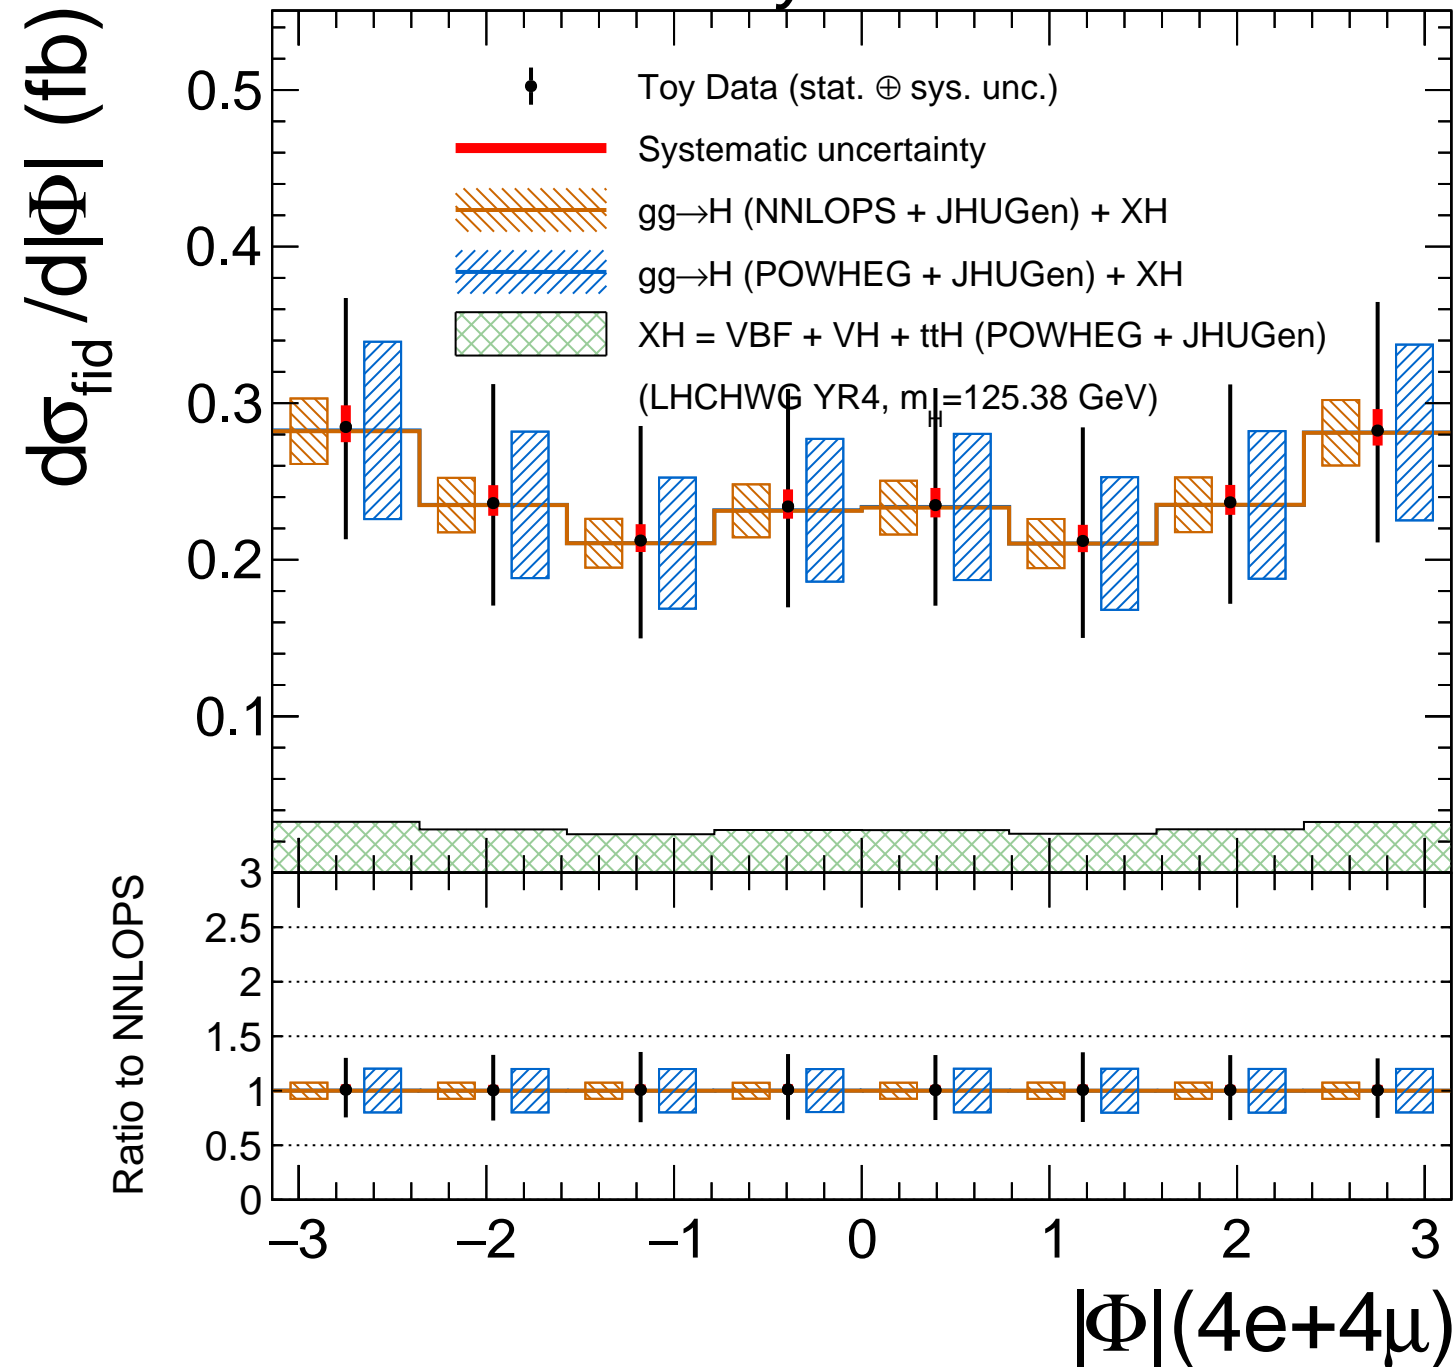 dσfid/d|Φ| (fb)
0.5
0.4
0.3
0.2
0.1
Toy Data (stat. ⊕ sys. unc.)
Systematic uncertainty
gg→H (NNLOPS + JHUGen) + XH
gg→H (POWHEG + JHUGen) + XH
XH = VBF + VH + ttH (POWHEG + JHUGen)
(LHCHWG YR4, mH=125.38 GeV)
Ratio to NNLOPS
3
2.5
2
1.5
1
0.5
0
−3 −2 −1 0 1 2 3
|Φ|(4e+4μ)